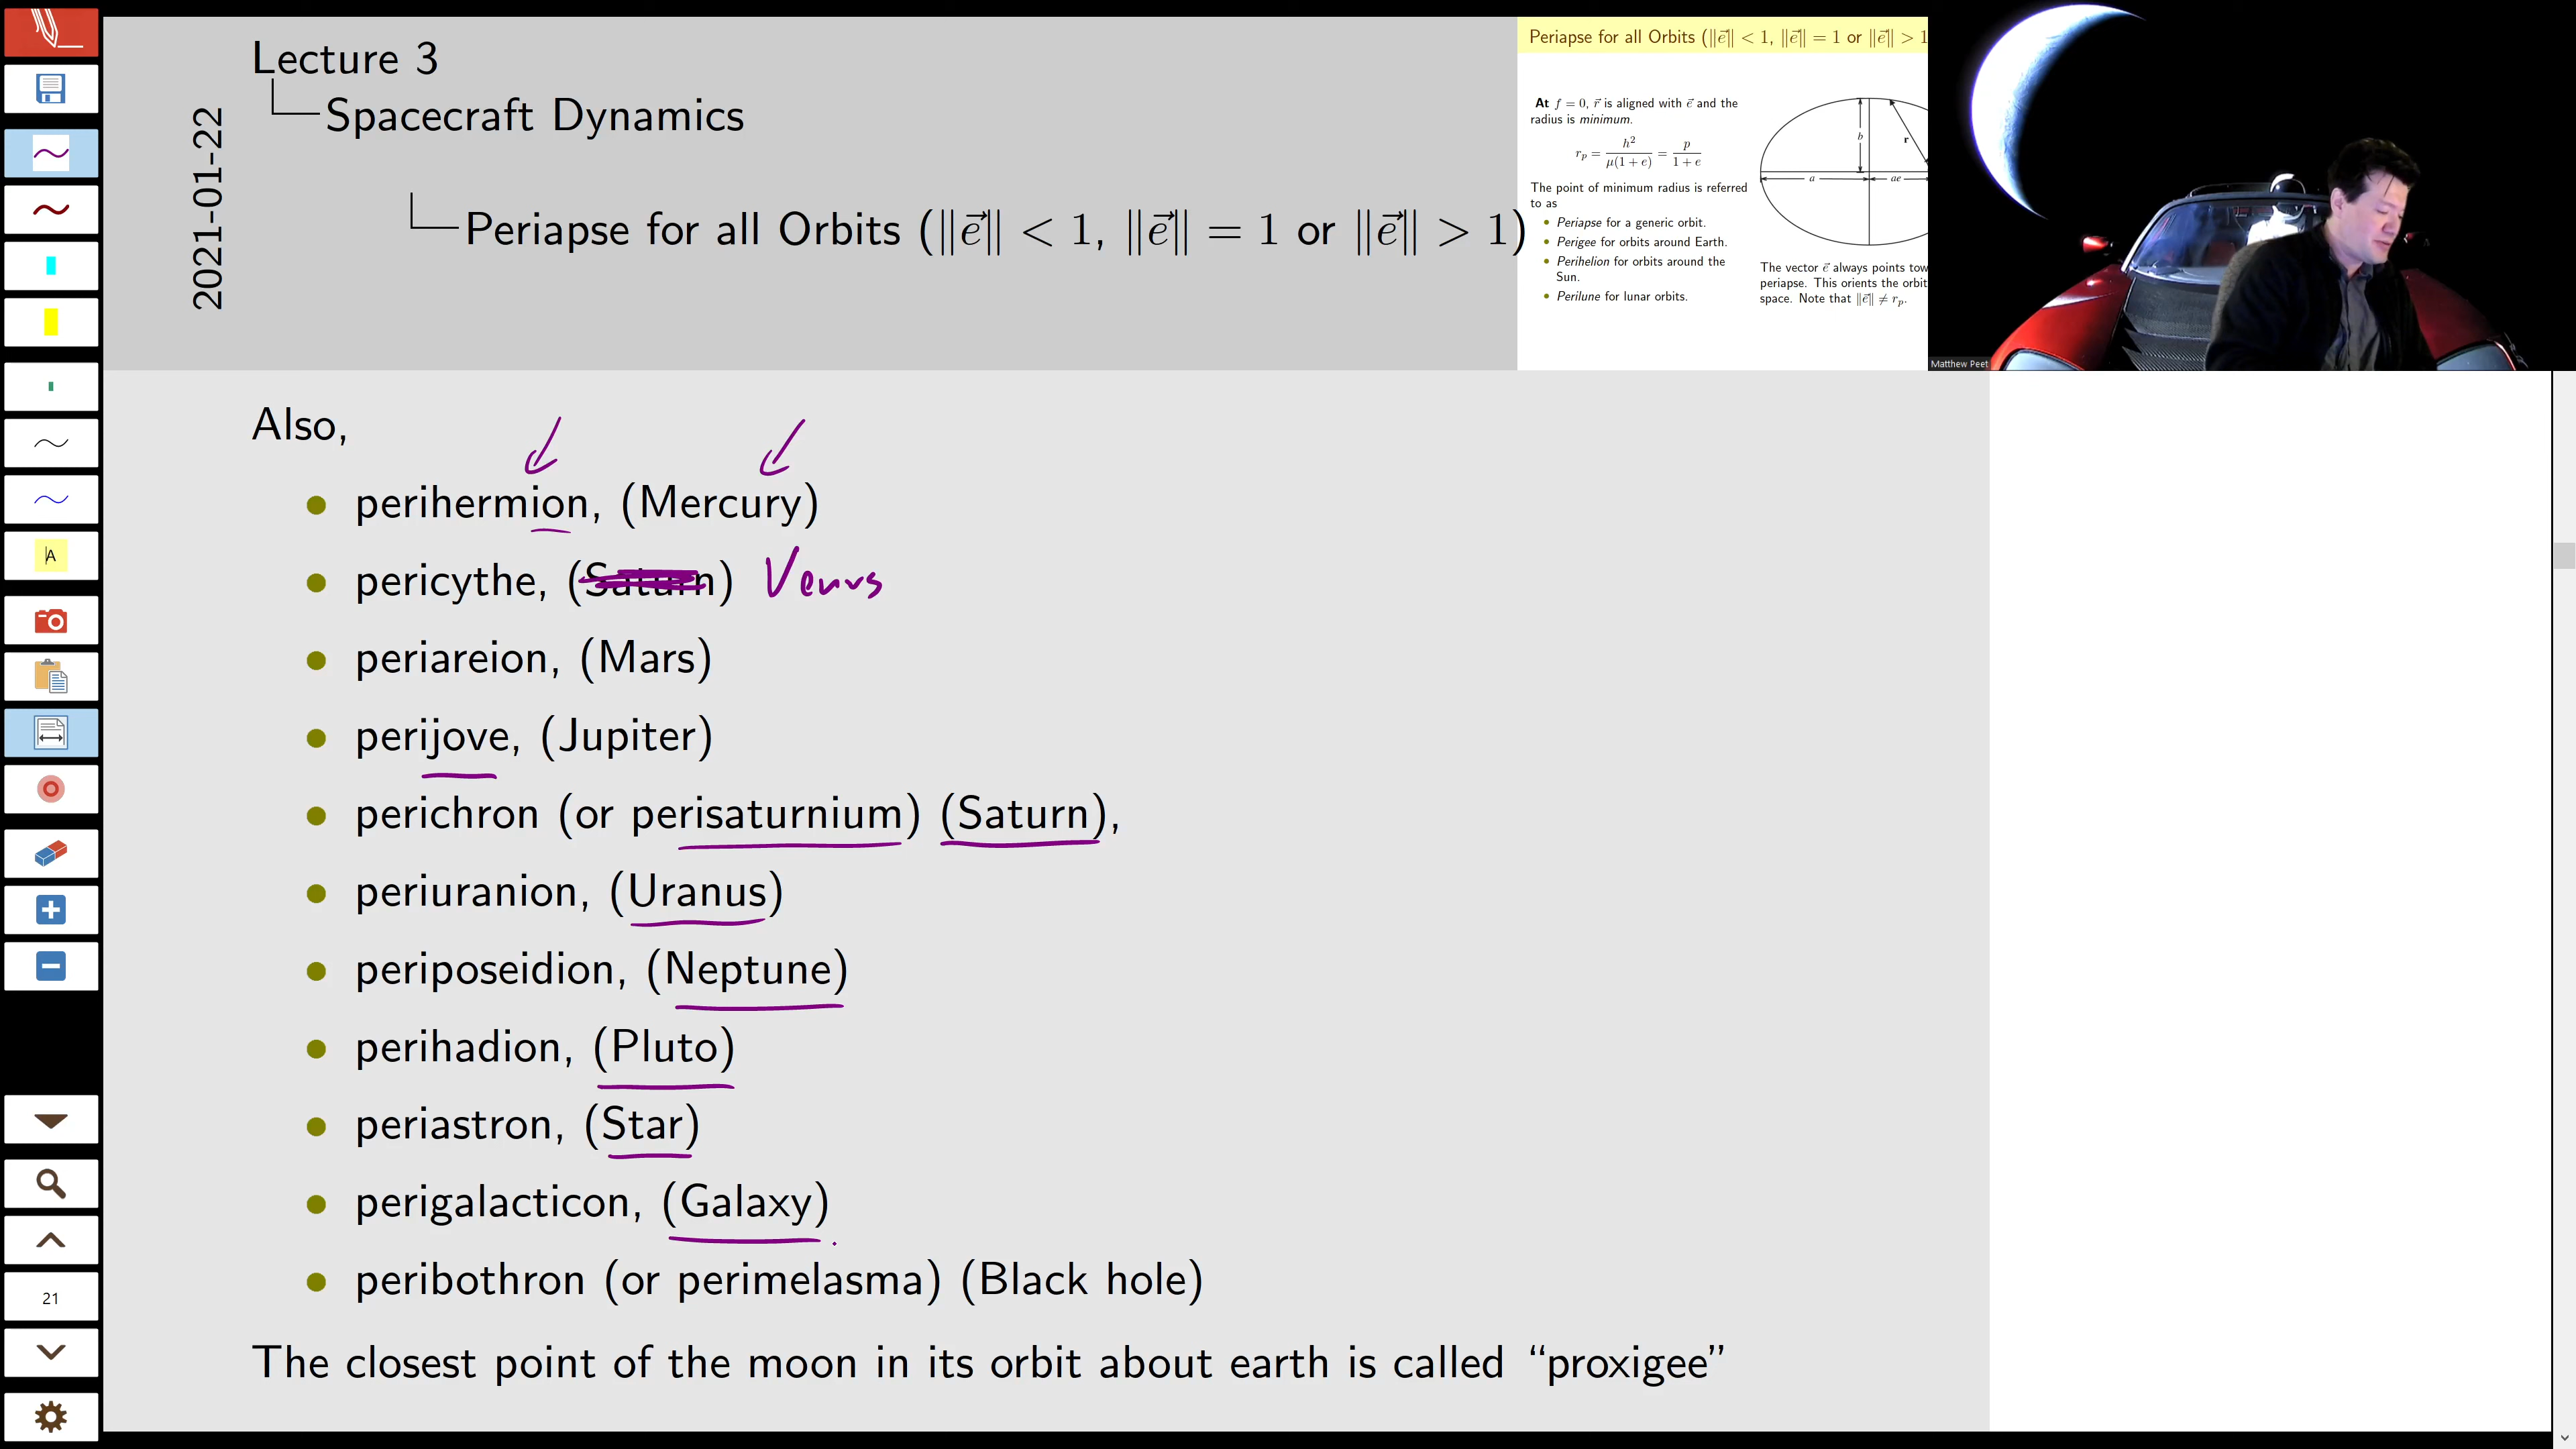 Lecture 3
Spacecraft Dynamics
Periapse for all Orbits (‖e⃗‖ < 1, ‖e⃗‖ = 1 or ‖e⃗‖ > 1)
2021-01-22
Periapse for all Orbits (‖e⃗‖ < 1, ‖e⃗‖ = 1 or ‖e⃗‖ > 1
At f = 0, r⃗ is aligned with e⃗ and the
radius is minimum.
r_p = h²/μ(1 + e) = p/1 + e
The point of minimum radius is referred
to as
• Periapse for a generic orbit.
• Perigee for orbits around Earth.
• Perihelion for orbits around the
Sun.
• Perilune for lunar orbits.
b
r
a
ae
The vector e⃗ always points tow
periapse. This orients the orbit
space. Note that ‖e⃗‖ ≠ r_p.
Matthew Peet
Also,
• perihermion, (Mercury)
• pericythe, (Saturn) Venus
• periareion, (Mars)
• perijove, (Jupiter)
• perichron (or perisaturnium) (Saturn),
• periuranion, (Uranus)
• periposeidion, (Neptune)
• perihadion, (Pluto)
• periastron, (Star)
• perigalacticon, (Galaxy)
• peribothron (or perimelasma) (Black hole)
The closest point of the moon in its orbit about earth is called “proxigee”
A
21